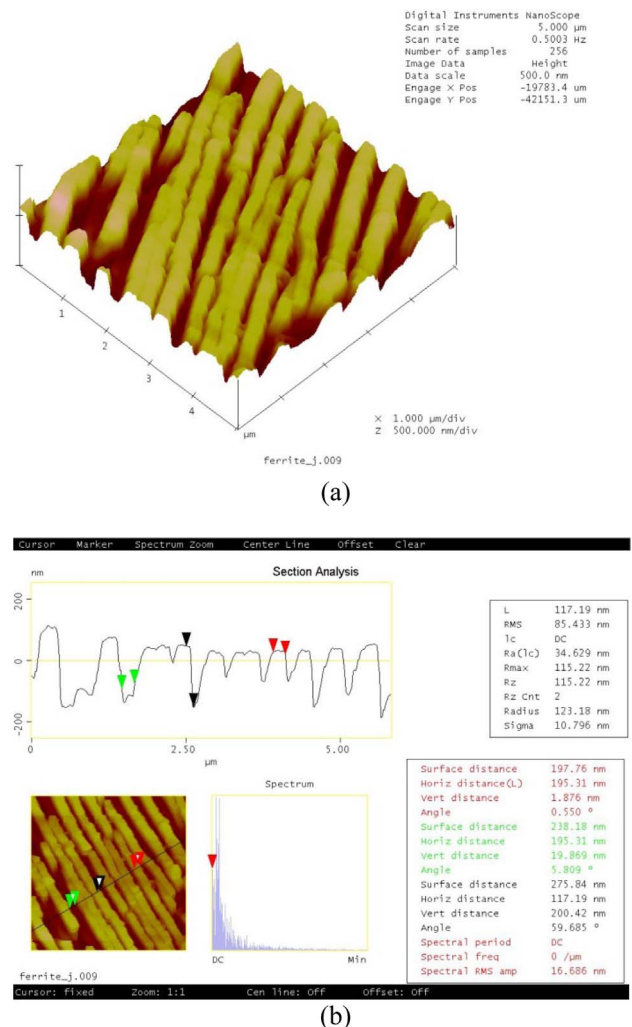 Digital Instruments NanoScope
Scan size 5.000 µm
Scan rate 0.5003 Hz
Number of samples 256
Image Data Height
Data scale 500.0 nm
Engage X Pos -19783.4 um
Engage Y Pos -42151.3 um
1
2
3
4
µm
X 1.000 µm/div
Z 500.000 nm/div
ferrite_j.009
(a)
Cursor Marker Spectrum Zoom Center Line Offset Clear
nm
Section Analysis
200
0
-200
0 2.50 5.00
µm
L 117.19 nm
RMS 85.433 nm
lc DC
Ra(lc) 34.629 nm
Rmax 115.22 nm
Rz 115.22 nm
Rz Cnt 2
Radius 123.18 nm
Sigma 10.796 nm
Spectrum
DC Min
Surface distance 197.76 nm
Horiz distance(L) 195.31 nm
Vert distance 1.876 nm
Angle 0.550 °
Surface distance 238.18 nm
Horiz distance 195.31 nm
Vert distance 19.869 nm
Angle 5.809 °
Surface distance 275.84 nm
Horiz distance 117.19 nm
Vert distance 200.42 nm
Angle 59.685 °
Spectral period DC
Spectral freq 0 /µm
Spectral RMS amp 16.686 nm
ferrite_j.009
Cursor: fixed Zoom: 1:1 Cen line: Off Offset: Off
(b)